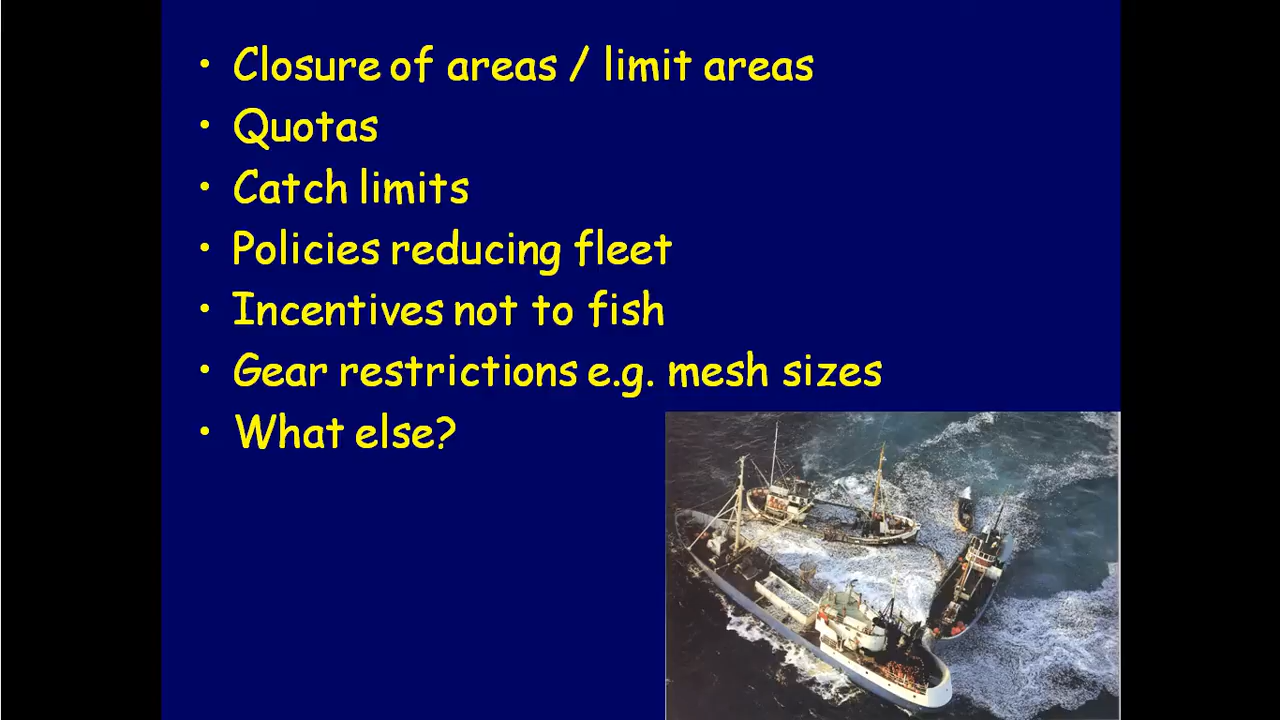 • Closure of areas / limit areas
• Quotas
• Catch limits
• Policies reducing fleet
• Incentives not to fish
• Gear restrictions e.g. mesh sizes
• What else?